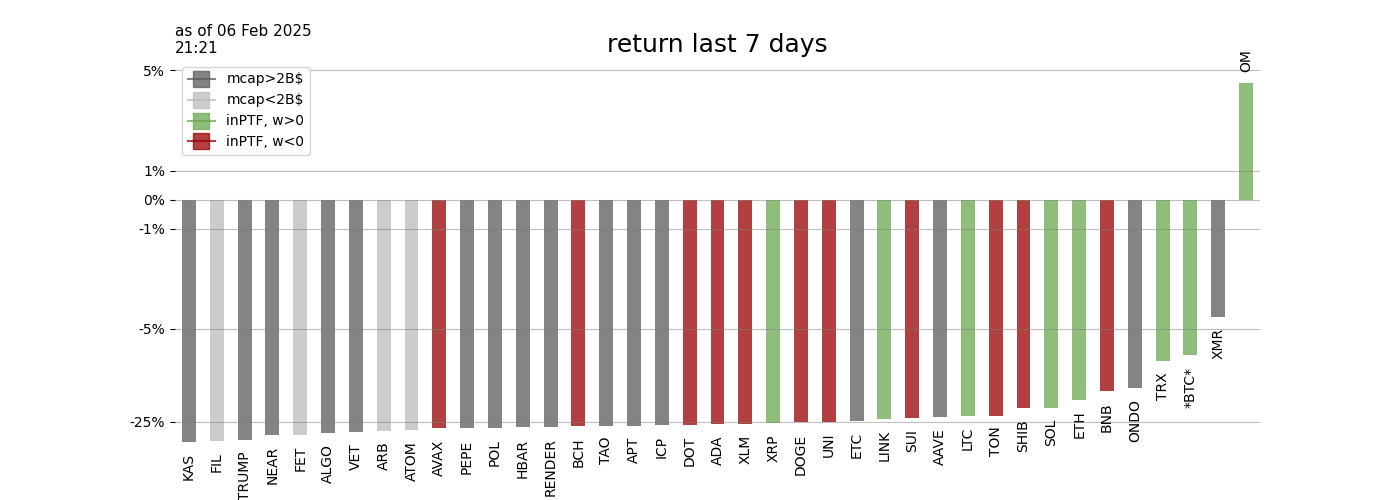 as of 06 Feb 2025
21:21
return last 7 days
mcap>2B$
mcap<2B$
inPTF, w>0
inPTF, w<0
5%
1%
0%
-1%
-5%
-25%
KAS
FIL
TRUMP
NEAR
FET
ALGO
VET
ARB
ATOM
AVAX
PEPE
POL
HBAR
RENDER
BCH
TAO
APT
ICP
DOT
ADA
XLM
XRP
DOGE
UNI
ETC
LINK
SUI
AAVE
LTC
TON
SHIB
SOL
ETH
BNB
ONDO
TRX
*BTC*
XMR
OM